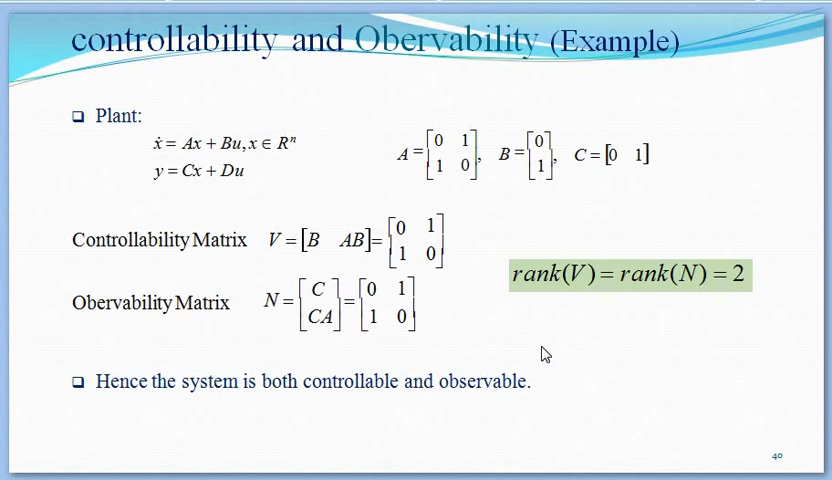 controllability and Obervability (Example)
Plant:
ẋ = Ax + Bu, x ∈ Rⁿ
y = Cx + Du
A = [0 1; 1 0], B = [0; 1], C = [0 1]
Controllability Matrix V = [B AB] = [0 1; 1 0]
rank(V) = rank(N) = 2
Obervability Matrix N = [C; CA] = [0 1; 1 0]
Hence the system is both controllable and observable.
40